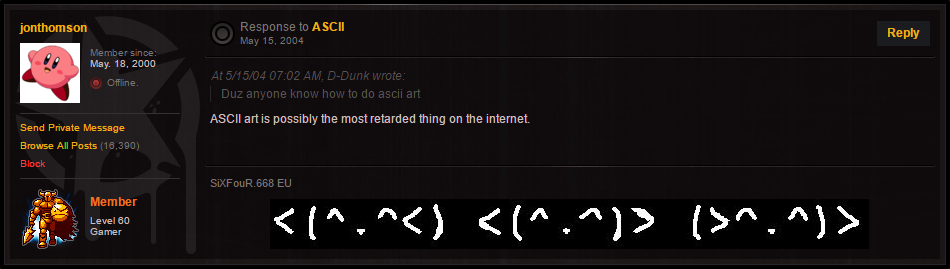 jonthomson
Member since:
May. 18, 2000
Offline.
Send Private Message
Browse All Posts (16,390)
Block
Member
Level 60
Gamer
Response to ASCII
May 15, 2004
Reply
At 5/15/04 07:02 AM, D-Dunk wrote:
Duz anyone know how to do ascii art
ASCII art is possibly the most retarded thing on the internet.
SiXFouR.668 EU
<(^.^<) <(^.^)> (>^.^)>